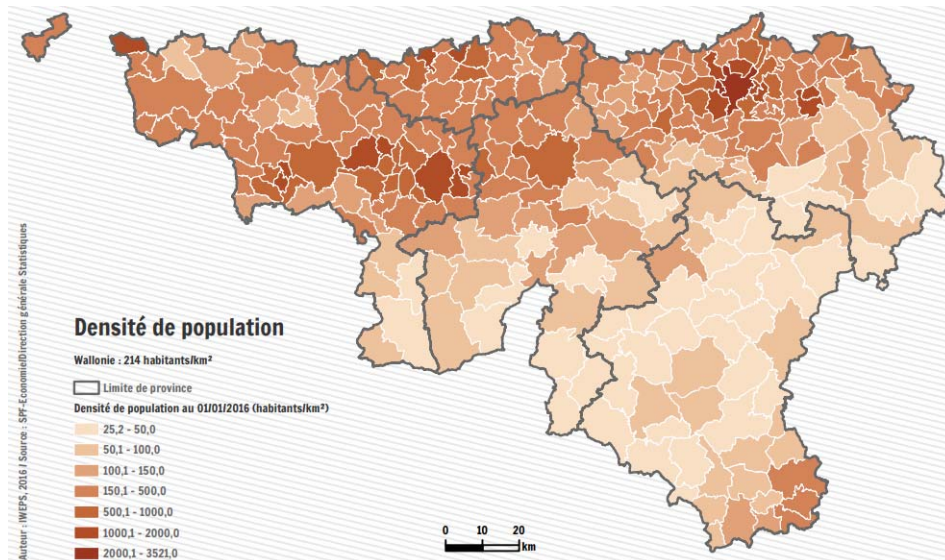 Densité de population
Wallonie : 214 habitants/km²
Limite de province
Densité de population au 01/01/2016 (habitants/km²)
25,2 - 50,0
50,1 - 100,0
100,1 - 150,0
150,1 - 500,0
500,1 - 1000,0
1000,1 - 2000,0
2000,1 - 3521,0
0 10 20
km
Auteur : IWEPS, 2016 / Source : SPF-Economie/Direction générale Statistiques